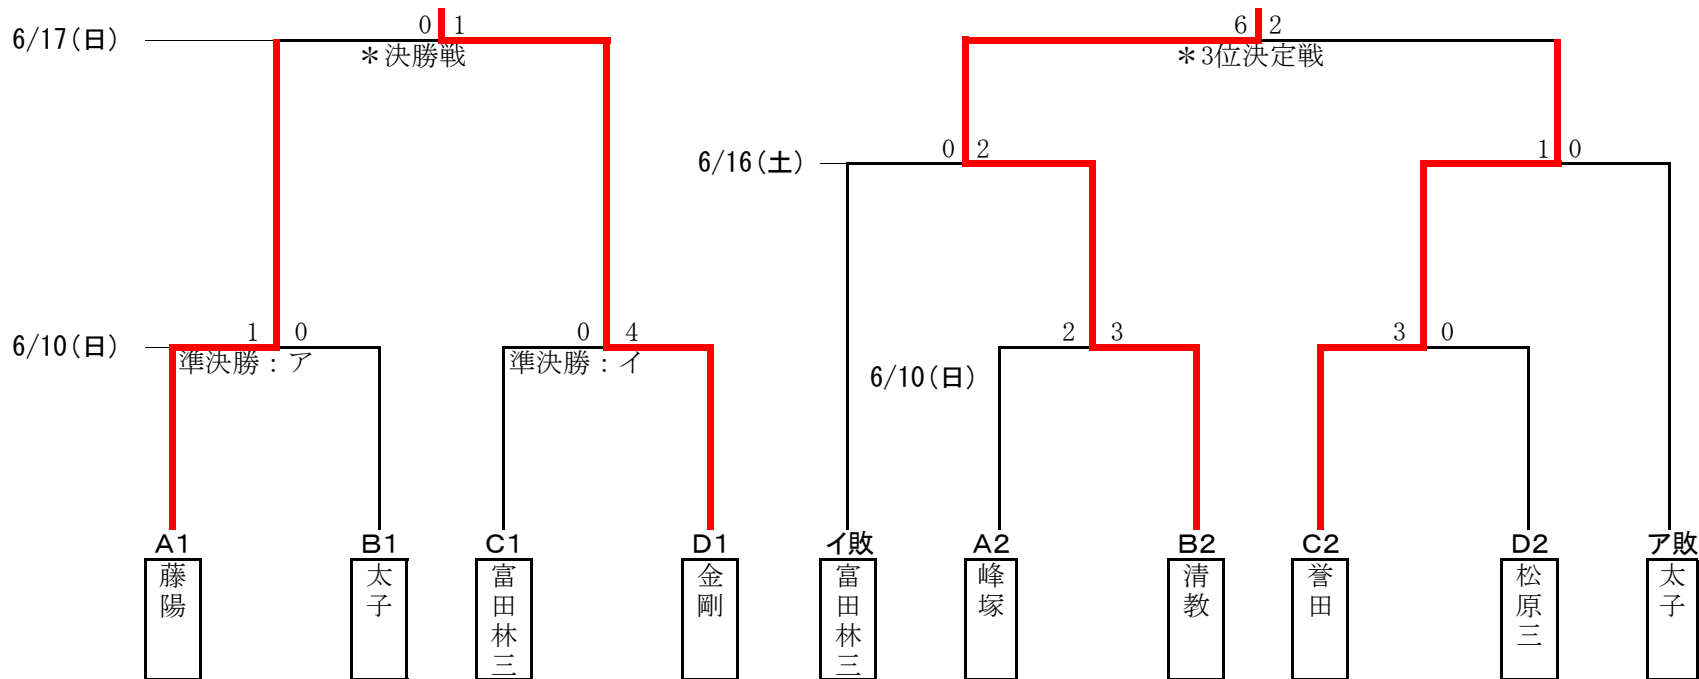 0 1 6 2
6/17(日)
＊決勝戦 ＊3位決定戦
0 2 1 0
6/16(土)
1 0 0 4 2 3 3 0
6/10(日)
準決勝：ア 準決勝：イ
6/10(日)
A1 B1 C1 D1 イ敗 A2 B2 C2 D2 ア敗
藤陽
太子
富田林三
金剛
富田林三
峰塚
清教
誉田
松原三
太子